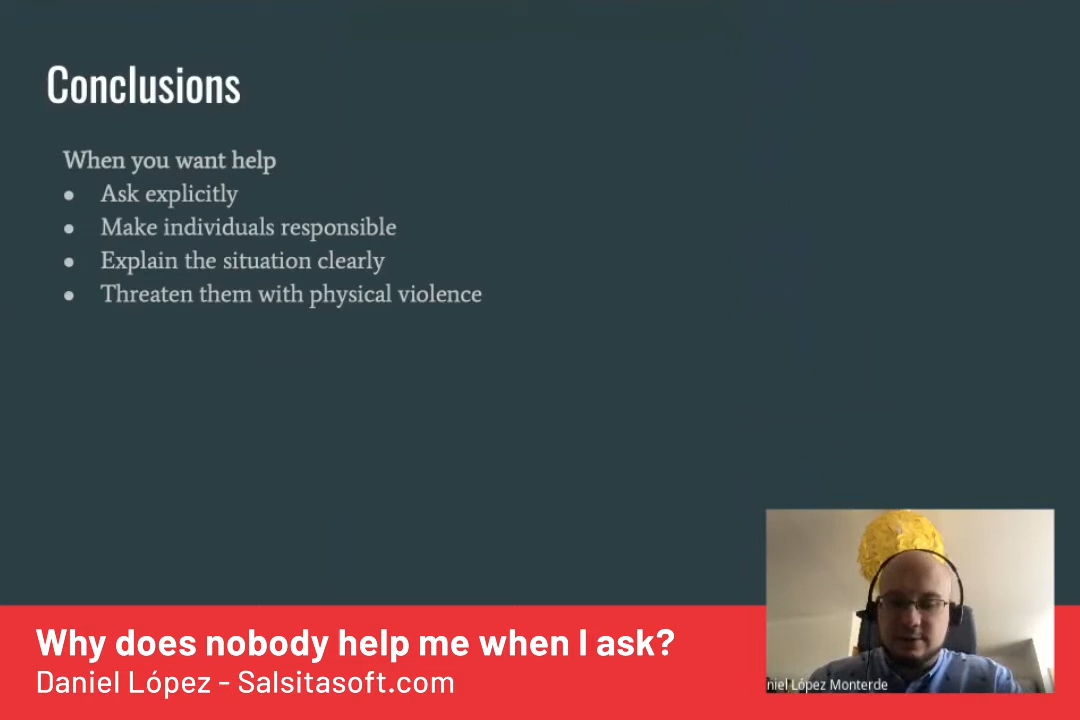 Conclusions
When you want help
● Ask explicitly
● Make individuals responsible
● Explain the situation clearly
● Threaten them with physical violence
Why does nobody help me when I ask?
Daniel López - Salsitasoft.com
niel López Monterde